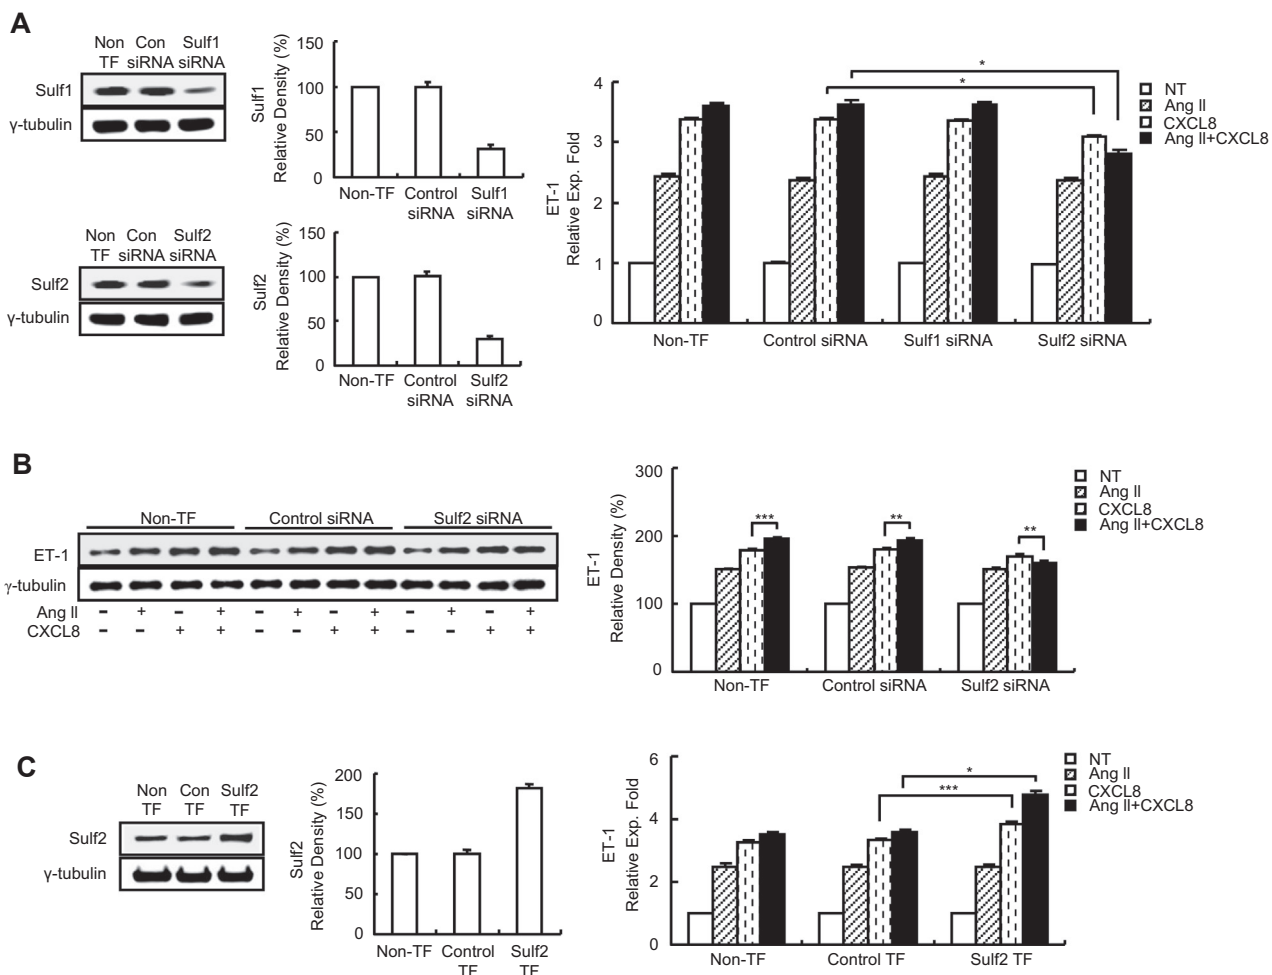 A
Non Con Sulf1
TF siRNA siRNA
Sulf1
γ-tubulin
Sulf1
Relative Density (%)
150
100
50
0
Non-TF Control Sulf1
siRNA siRNA
Non Con Sulf2
TF siRNA siRNA
Sulf2
γ-tubulin
Sulf2
Relative Density (%)
150
100
50
0
Non-TF Control Sulf2
siRNA siRNA
ET-1
Relative Exp. Fold
4
3
2
1
0
*
*
NT
Ang II
CXCL8
Ang II+CXCL8
Non-TF Control siRNA Sulf1 siRNA Sulf2 siRNA
B
Non-TF Control siRNA Sulf2 siRNA
ET-1
γ-tubulin
Ang II - + - + - + - + - + - +
CXCL8 - - + + - - + + - - + +
ET-1
Relative Density (%)
300
200
100
0
*** ** **
NT
Ang II
CXCL8
Ang II+CXCL8
Non-TF Control siRNA Sulf2 siRNA
C
Non Con Sulf2
TF TF TF
Sulf2
γ-tubulin
Sulf2
Relative Density (%)
200
150
100
50
0
Non-TF Control Sulf2
TF TF
ET-1
Relative Exp. Fold
6
4
2
0
*
***
NT
Ang II
CXCL8
Ang II+CXCL8
Non-TF Control TF Sulf2 TF